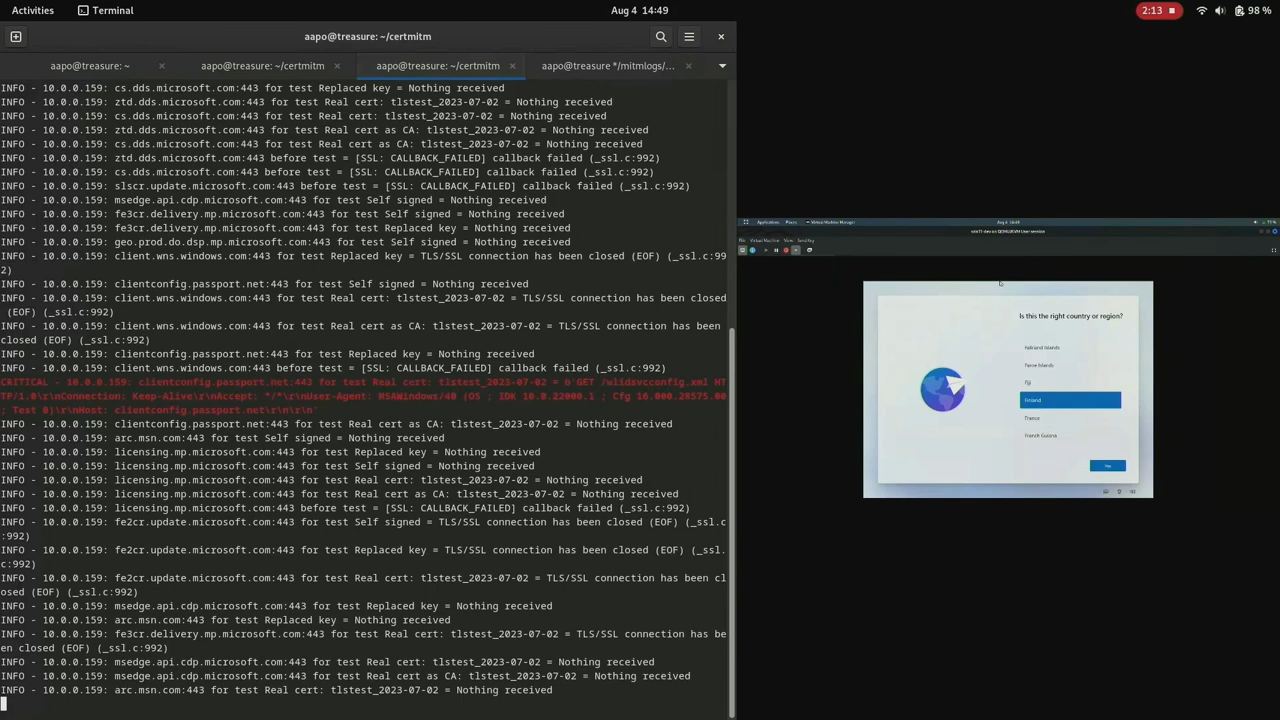 Activities
Terminal
Aug 4 14:49
2:13
98 %
aapo@treasure: ~/certmitm
aapo@treasure: ~
aapo@treasure: ~/certmitm
aapo@treasure: ~/certmitm
aapo@treasure */mitmlogs/...
INFO - 10.0.0.159: cs.dds.microsoft.com:443 for test Replaced key = Nothing received
INFO - 10.0.0.159: ztd.dds.microsoft.com:443 for test Real cert: tlstest_2023-07-02 = Nothing received
INFO - 10.0.0.159: cs.dds.microsoft.com:443 for test Real cert: tlstest_2023-07-02 = Nothing received
INFO - 10.0.0.159: ztd.dds.microsoft.com:443 for test Real cert as CA: tlstest_2023-07-02 = Nothing received
INFO - 10.0.0.159: cs.dds.microsoft.com:443 for test Real cert as CA: tlstest_2023-07-02 = Nothing received
INFO - 10.0.0.159: ztd.dds.microsoft.com:443 before test = [SSL: CALLBACK_FAILED] callback failed (_ssl.c:992)
INFO - 10.0.0.159: cs.dds.microsoft.com:443 before test = [SSL: CALLBACK_FAILED] callback failed (_ssl.c:992)
INFO - 10.0.0.159: slscr.update.microsoft.com:443 before test = [SSL: CALLBACK_FAILED] callback failed (_ssl.c:992)
INFO - 10.0.0.159: msedge.api.cdp.microsoft.com:443 for test Self signed = Nothing received
INFO - 10.0.0.159: fe3cr.delivery.mp.microsoft.com:443 for test Self signed = Nothing received
INFO - 10.0.0.159: fe3cr.delivery.mp.microsoft.com:443 for test Replaced key = Nothing received
INFO - 10.0.0.159: geo.prod.do.dsp.mp.microsoft.com:443 for test Self signed = Nothing received
INFO - 10.0.0.159: client.wns.windows.com:443 for test Replaced key = TLS/SSL connection has been closed (EOF) (_ssl.c:99
2)
INFO - 10.0.0.159: clientconfig.passport.net:443 for test Self signed = Nothing received
INFO - 10.0.0.159: client.wns.windows.com:443 for test Real cert: tlstest_2023-07-02 = TLS/SSL connection has been closed
(EOF) (_ssl.c:992)
INFO - 10.0.0.159: client.wns.windows.com:443 for test Real cert as CA: tlstest_2023-07-02 = TLS/SSL connection has been
closed (EOF) (_ssl.c:992)
INFO - 10.0.0.159: clientconfig.passport.net:443 for test Replaced key = Nothing received
INFO - 10.0.0.159: client.wns.windows.com:443 before test = [SSL: CALLBACK_FAILED] callback failed (_ssl.c:992)
CRITICAL - 10.0.0.159: clientconfig.passport.net:443 for test Real cert: tlstest_2023-07-02 = b'GET /wlidsvcconfig.xml HT
TP/1.0\r\nConnection: Keep-Alive\r\nAccept: */*\r\nUser-Agent: MSAWindows/40 (OS ; IDK 10.0.22000.1 ; Cfg 16.000.28575.00
; Test 0)\r\nHost: clientconfig.passport.net\r\n\r\n'
INFO - 10.0.0.159: clientconfig.passport.net:443 for test Real cert as CA: tlstest_2023-07-02 = Nothing received
INFO - 10.0.0.159: arc.msn.com:443 for test Self signed = Nothing received
INFO - 10.0.0.159: licensing.mp.microsoft.com:443 for test Replaced key = Nothing received
INFO - 10.0.0.159: licensing.mp.microsoft.com:443 for test Self signed = Nothing received
INFO - 10.0.0.159: licensing.mp.microsoft.com:443 for test Real cert: tlstest_2023-07-02 = Nothing received
INFO - 10.0.0.159: licensing.mp.microsoft.com:443 for test Real cert as CA: tlstest_2023-07-02 = Nothing received
INFO - 10.0.0.159: licensing.mp.microsoft.com:443 before test = [SSL: CALLBACK_FAILED] callback failed (_ssl.c:992)
INFO - 10.0.0.159: fe2cr.update.microsoft.com:443 for test Self signed = TLS/SSL connection has been closed (EOF) (_ssl.c
:992)
INFO - 10.0.0.159: fe2cr.update.microsoft.com:443 for test Replaced key = TLS/SSL connection has been closed (EOF) (_ssl.
c:992)
INFO - 10.0.0.159: fe2cr.update.microsoft.com:443 for test Real cert: tlstest_2023-07-02 = TLS/SSL connection has been cl
osed (EOF) (_ssl.c:992)
INFO - 10.0.0.159: msedge.api.cdp.microsoft.com:443 for test Replaced key = Nothing received
INFO - 10.0.0.159: arc.msn.com:443 for test Replaced key = Nothing received
INFO - 10.0.0.159: fe3cr.delivery.mp.microsoft.com:443 for test Real cert: tlstest_2023-07-02 = TLS/SSL connection has be
en closed (EOF) (_ssl.c:992)
INFO - 10.0.0.159: msedge.api.cdp.microsoft.com:443 for test Real cert: tlstest_2023-07-02 = Nothing received
INFO - 10.0.0.159: msedge.api.cdp.microsoft.com:443 for test Real cert as CA: tlstest_2023-07-02 = Nothing received
INFO - 10.0.0.159: arc.msn.com:443 for test Real cert: tlstest_2023-07-02 = Nothing received
Applications
Places
Virtual Machine Manager
Aug 4 14:49
win11-dev on QEMU/KVM User session
File
Virtual Machine
View
Send Key
Is this the right country or region?
Falkland Islands
Faroe Islands
Fiji
Finland
France
French Guiana
Yes